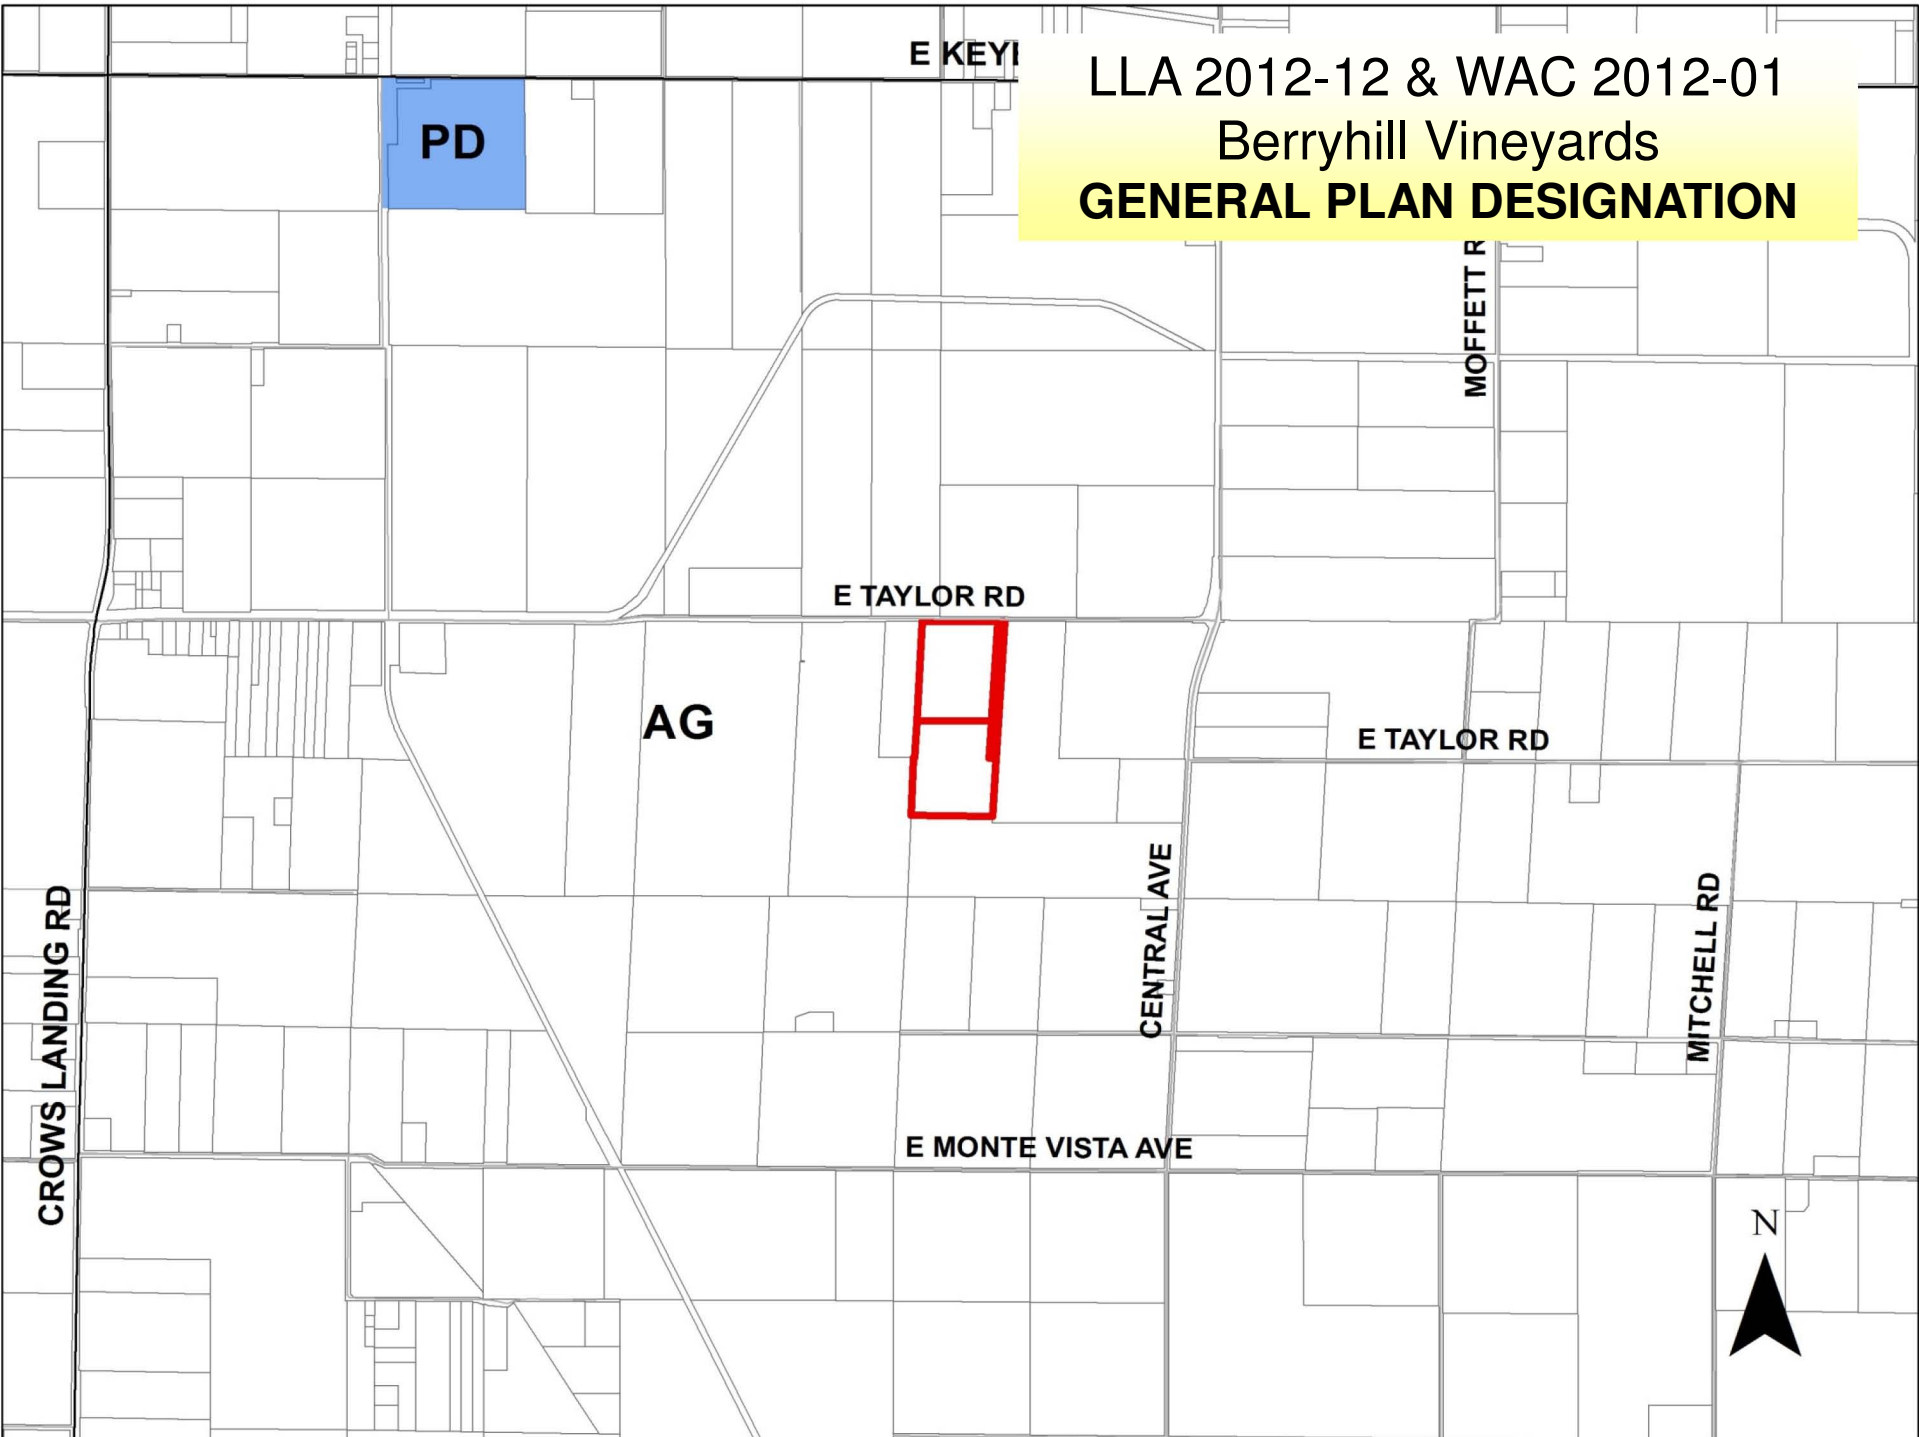 E KEYE
LLA 2012-12 & WAC 2012-01
Berryhill Vineyards
GENERAL PLAN DESIGNATION
PD
MOFFETT R
E TAYLOR RD
AG
E TAYLOR RD
CROWS LANDING RD
CENTRAL AVE
MITCHELL RD
E MONTE VISTA AVE
N